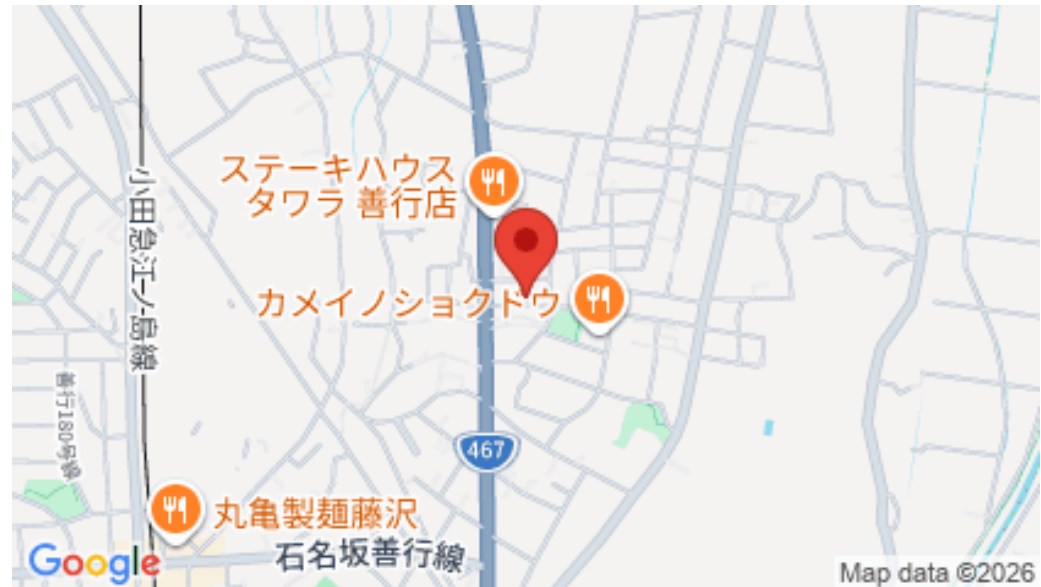 ステーキハウス
タワラ 善行店
小田急江ノ島線
カメイノショクドウ
善行180号線
467
丸亀製麺藤沢
石名坂善行線
Google
Map data ©2026